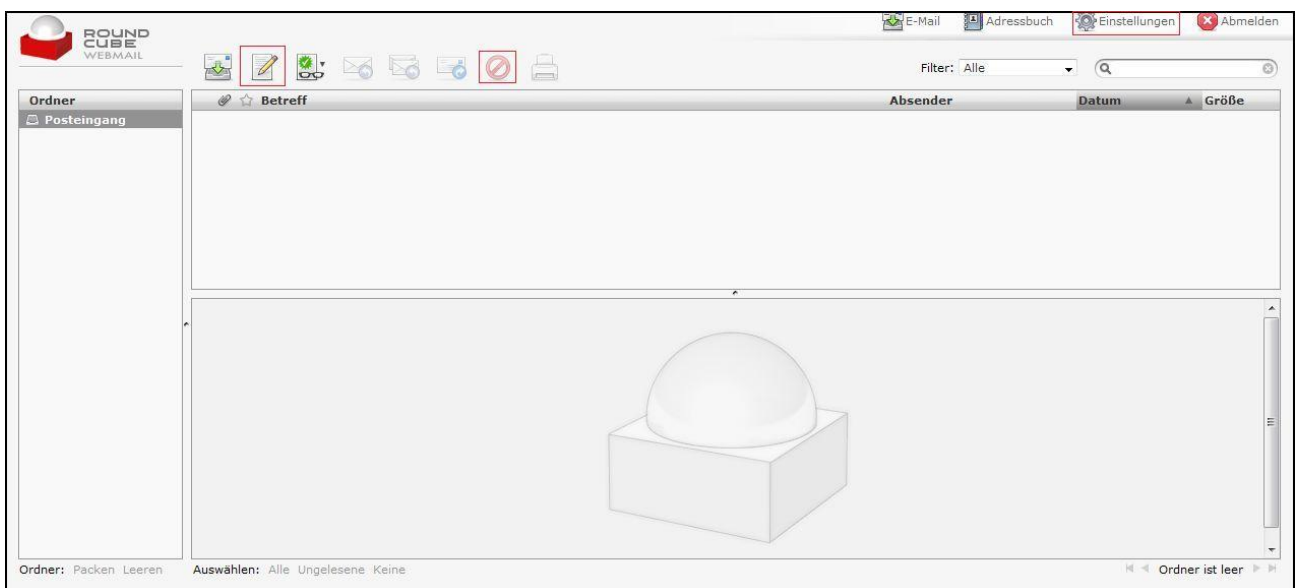 ROUND
CUBE
WEBMAIL
E-Mail Adressbuch Einstellungen Abmelden
Filter: Alle
Ordner
Posteingang
Betreff Absender Datum Größe
Ordner: Packen Leeren
Auswählen: Alle Ungelesene Keine
Ordner ist leer